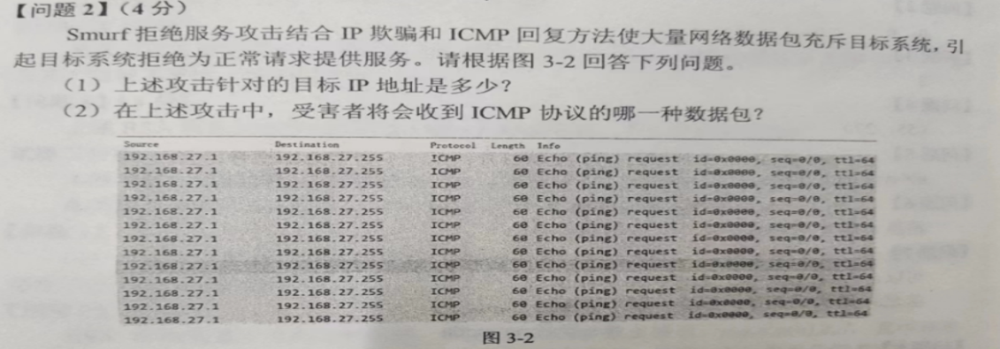 【问题2】(4分)
Smurf 拒绝服务攻击结合 IP 欺骗和 ICMP 回复方法使大量网络数据包充斥目标系统,引
起目标系统拒绝为正常请求提供服务。请根据图 3-2 回答下列问题。
(1)上述攻击针对的目标 IP 地址是多少?
(2)在上述攻击中,受害者将会收到 ICMP 协议的哪一种数据包?
Source Destination Protocol Length Info
192.168.27.1 192.168.27.255 ICMP 60 Echo (ping) request id=0x0000, seq=0/0, ttl=64
192.168.27.1 192.168.27.255 ICMP 60 Echo (ping) request id=0x0000, seq=0/0, ttl=64
192.168.27.1 192.168.27.255 ICMP 60 Echo (ping) request id=0x0000, seq=0/0, ttl=64
192.168.27.1 192.168.27.255 ICMP 60 Echo (ping) request id=0x0000, seq=0/0, ttl=64
192.168.27.1 192.168.27.255 ICMP 60 Echo (ping) request id=0x0000, seq=0/0, ttl=64
192.168.27.1 192.168.27.255 ICMP 60 Echo (ping) request id=0x0000, seq=0/0, ttl=64
192.168.27.1 192.168.27.255 ICMP 60 Echo (ping) request id=0x0000, seq=0/0, ttl=64
192.168.27.1 192.168.27.255 ICMP 60 Echo (ping) request id=0x0000, seq=0/0, ttl=64
192.168.27.1 192.168.27.255 ICMP 60 Echo (ping) request id=0x0000, seq=0/0, ttl=64
192.168.27.1 192.168.27.255 ICMP 60 Echo (ping) request id=0x0000, seq=0/0, ttl=64
192.168.27.1 192.168.27.255 ICMP 60 Echo (ping) request id=0x0000, seq=0/0, ttl=64
192.168.27.1 192.168.27.255 ICMP 60 Echo (ping) request id=0x0000, seq=0/0, ttl=64
192.168.27.1 192.168.27.255 ICMP 60 Echo (ping) request id=0x0000, seq=0/0, ttl=64
图 3-2